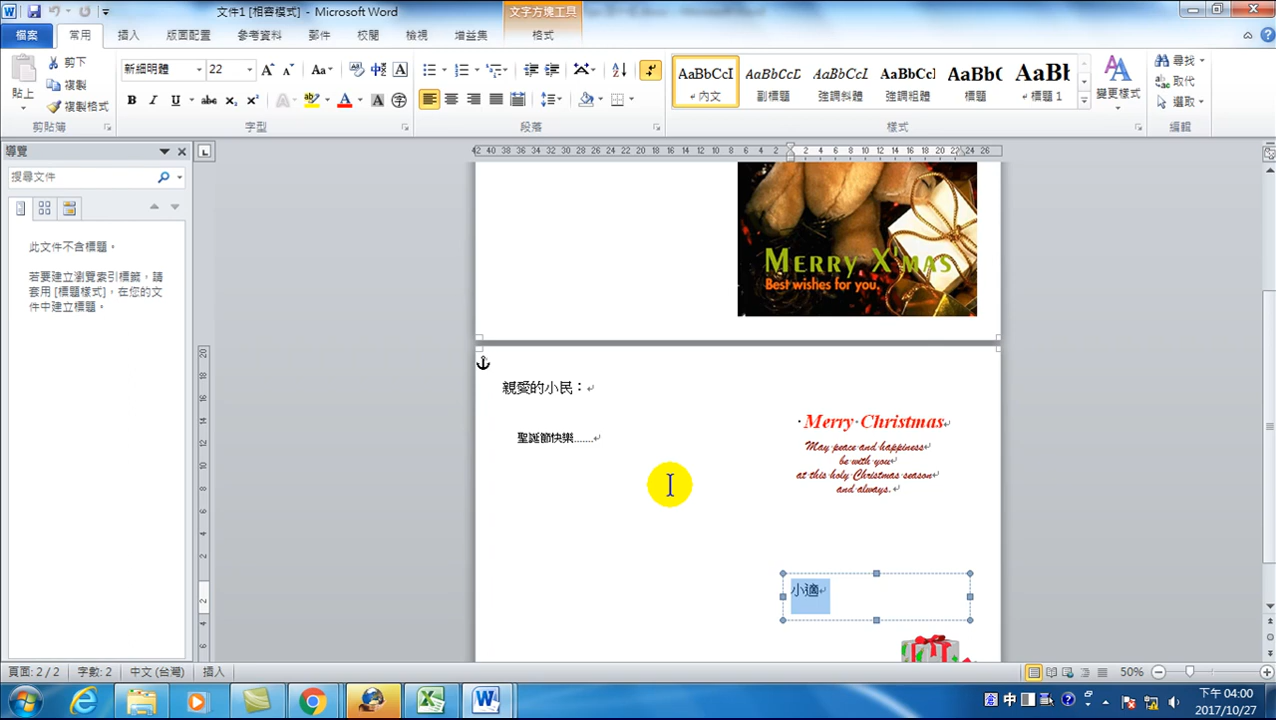 文件1 [相容模式] - Microsoft Word
文字方塊工具
檔案 常用 插入 版面配置 參考資料 郵件 校閱 檢視 增益集 格式
貼上 剪下 複製 複製格式
新細明體 22
AaBbCcI AaBbCcD AaBbCcL AaBbCcl AaBbC AaBb
內文 副標題 強調斜體 強調粗體 標題 標題 1
變更樣式
尋找 取代 選取
剪貼簿 字型 段落 樣式 編輯
導覽
搜尋文件
此文件不含標題。
若要建立瀏覽索引標籤，請
套用 [標題樣式]，在您的文
件中建立標題。
MERRY X'MAS
Best wishes for you.
親愛的小民：
聖誕節快樂......
Merry Christmas
May peace and happiness
be with you
at this holy Christmas season
and always.
小適
頁面: 2 / 2 字數: 2 中文 (台灣) 插入 50%
中
下午 04:00
2017/10/27